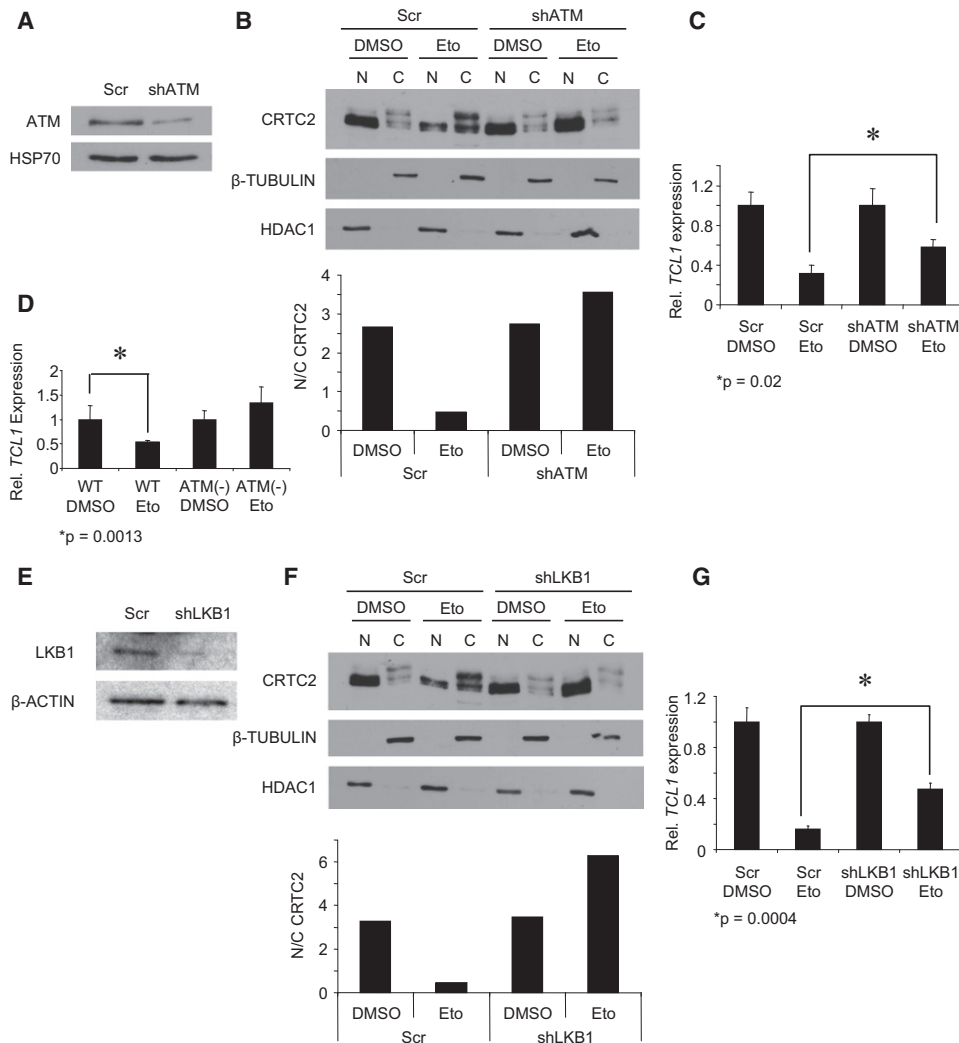 A
Scr shATM
ATM
HSP70
B
Scr shATM
DMSO Eto DMSO Eto
N C N C N C N C
CRTC2
β-TUBULIN
HDAC1
N/C CRTC2
4
3
2
1
0
DMSO Eto DMSO Eto
Scr shATM
C
*
Rel. TCL1 expression
1.2
0.8
0.4
0
Scr DMSO
Scr Eto
shATM DMSO
shATM Eto
*p = 0.02
D
*
Rel. TCL1 Expression
2
1.5
1
0.5
0
WT DMSO
WT Eto
ATM(-) DMSO
ATM(-) Eto
*p = 0.0013
E
Scr shLKB1
LKB1
β-ACTIN
F
Scr shLKB1
DMSO Eto DMSO Eto
N C N C N C N C
CRTC2
β-TUBULIN
HDAC1
N/C CRTC2
6
4
2
0
DMSO Eto DMSO Eto
Scr shLKB1
G
*
Rel. TCL1 expression
1.2
0.8
0.4
0
Scr DMSO
Scr Eto
shLKB1 DMSO
shLKB1 Eto
*p = 0.0004